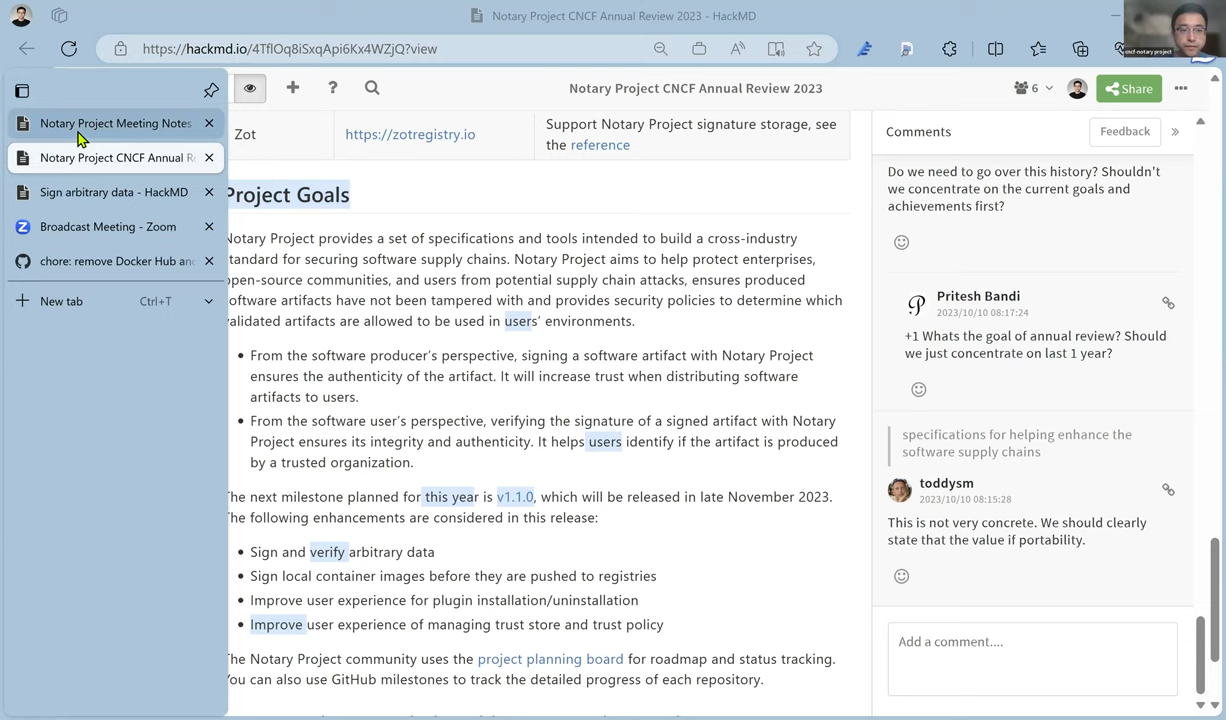 Notary Project CNCF Annual Review 2023 - HackMD
https://hackmd.io/4TflOq8iSxqApi6Kx4WZjQ?view
cncf-notary project
Notary Project Meeting Notes
Notary Project CNCF Annual R
Sign arbitrary data - HackMD
Broadcast Meeting - Zoom
chore: remove Docker Hub and
New tab Ctrl+T
Notary Project CNCF Annual Review 2023
6
Share
Zot
https://zotregistry.io
Support Notary Project signature storage, see
the reference
Project Goals
Notary Project provides a set of specifications and tools intended to build a cross-industry
standard for securing software supply chains. Notary Project aims to help protect enterprises,
open-source communities, and users from potential supply chain attacks, ensures produced
software artifacts have not been tampered with and provides security policies to determine which
validated artifacts are allowed to be used in users’ environments.
• From the software producer’s perspective, signing a software artifact with Notary Project
ensures the authenticity of the artifact. It will increase trust when distributing software
artifacts to users.
• From the software user’s perspective, verifying the signature of a signed artifact with Notary
Project ensures its integrity and authenticity. It helps users identify if the artifact is produced
by a trusted organization.
The next milestone planned for this year is v1.1.0, which will be released in late November 2023.
The following enhancements are considered in this release:
• Sign and verify arbitrary data
• Sign local container images before they are pushed to registries
• Improve user experience for plugin installation/uninstallation
• Improve user experience of managing trust store and trust policy
The Notary Project community uses the project planning board for roadmap and status tracking.
You can also use GitHub milestones to track the detailed progress of each repository.
Comments
Feedback
Do we need to go over this history? Shouldn't
we concentrate on the current goals and
achievements first?
Pritesh Bandi
2023/10/10 08:17:24
+1 Whats the goal of annual review? Should
we just concentrate on last 1 year?
specifications for helping enhance the
software supply chains
toddysm
2023/10/10 08:15:28
This is not very concrete. We should clearly
state that the value if portability.
Add a comment....